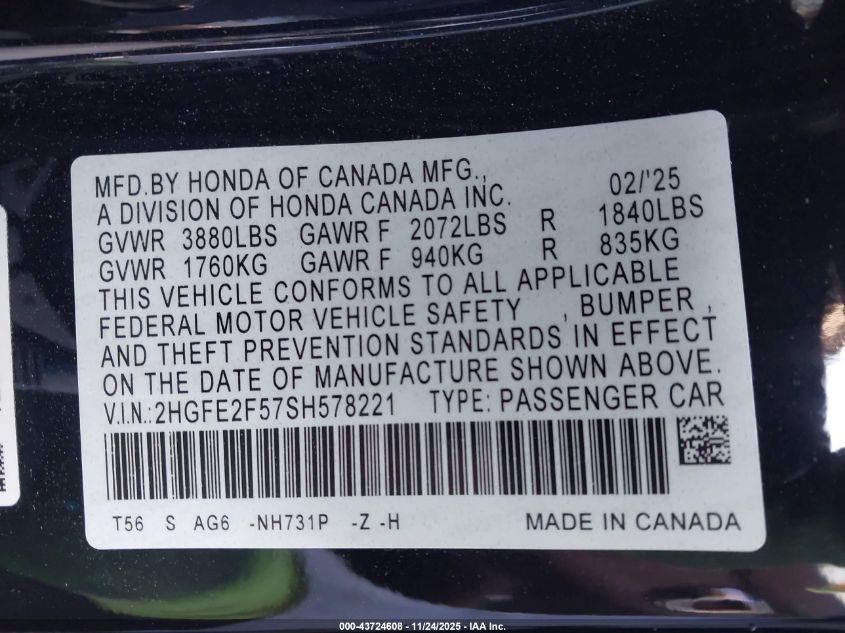 MFD.BY HONDA OF CANADA MFG., 02/'25
A DIVISION OF HONDA CANADA INC.
GVWR 3880LBS GAWR F 2072LBS R 1840LBS
GVWR 1760KG GAWR F 940KG R 835KG
THIS VEHICLE CONFORMS TO ALL APPLICABLE
FEDERAL MOTOR VEHICLE SAFETY , BUMPER ,
AND THEFT PREVENTION STANDARDS IN EFFECT
ON THE DATE OF MANUFACTURE SHOWN ABOVE.
V.I.N.: 2HGFE2F57SH578221 TYPE: PASSENGER CAR
T56 S AG6 -NH731P -Z -H MADE IN CANADA
000-43724608 - 11/24/2025 - IAA Inc.